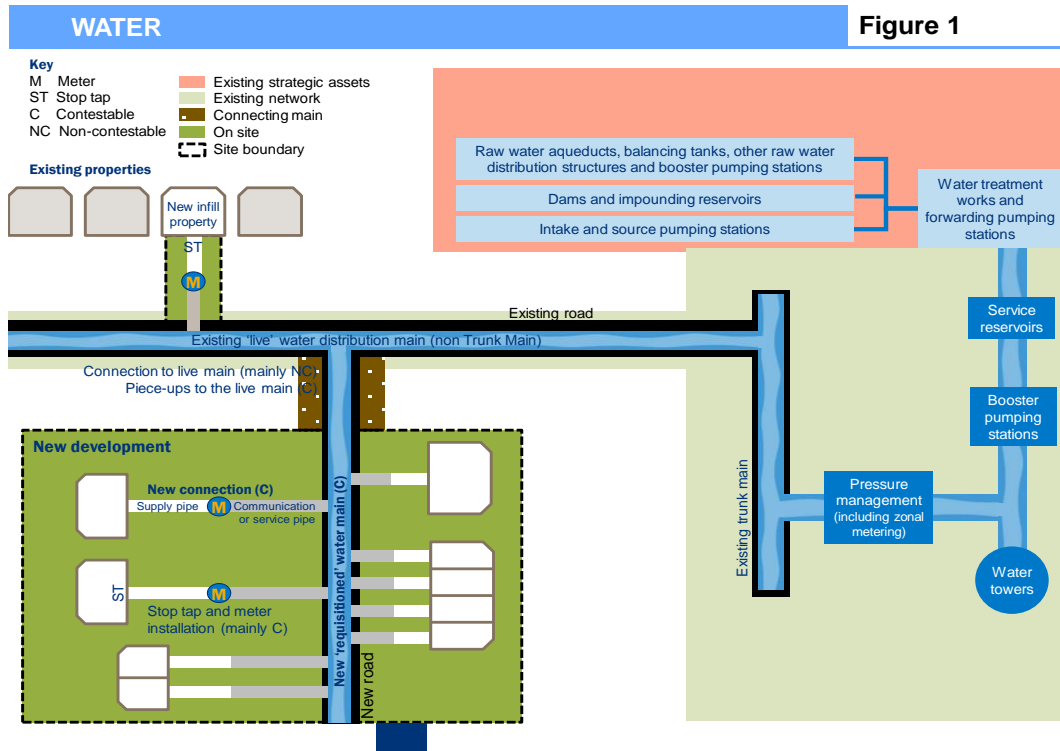 WATER
Figure 1
Key
M Meter
ST Stop tap
C Contestable
NC Non-contestable
Existing strategic assets
Existing network
Connecting main
On site
Site boundary
Existing properties
New infill
property
ST
M
Raw water aqueducts, balancing tanks, other raw water
distribution structures and booster pumping stations
Dams and impounding reservoirs
Intake and source pumping stations
Water treatment
works and
forwarding pumping
stations
Existing road
Existing 'live' water distribution main (non Trunk Main)
Service
reservoirs
Connection to live main (mainly NC)
Piece-ups to the live main (C)
Booster
pumping
stations
New development
New connection (C)
Supply pipe
M
Communication
or service pipe
New 'requisitioned' water main (C)
Existing trunk main
Pressure
management
(including zonal
metering)
ST
M
Stop tap and meter
installation (mainly C)
Water
towers
New road